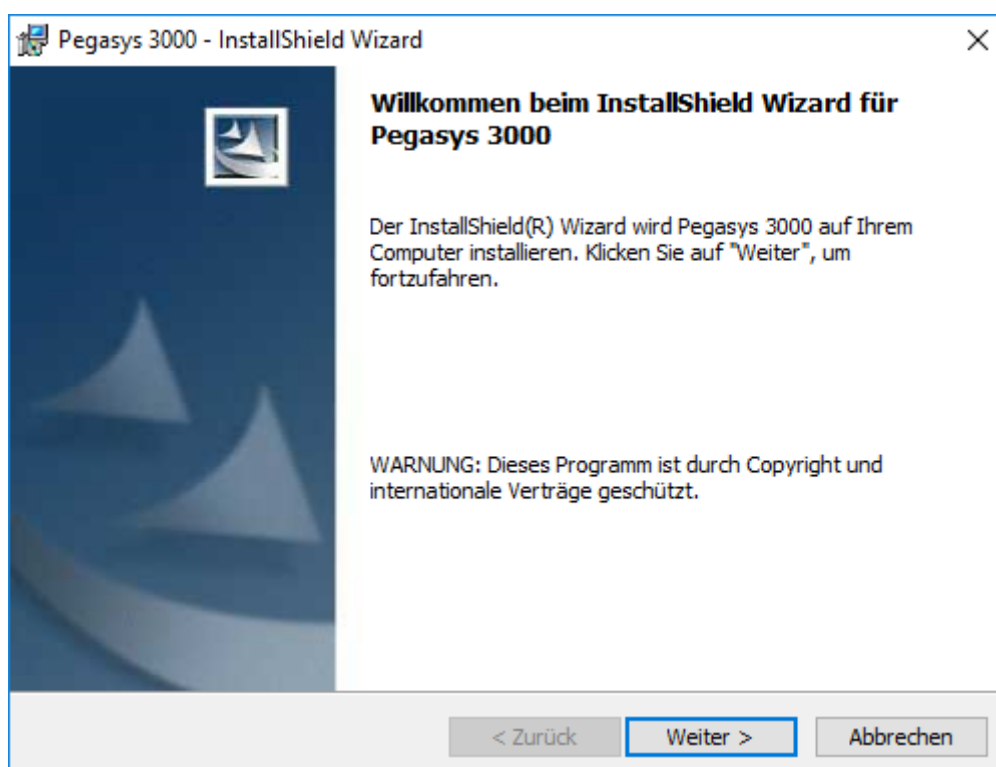 Pegasys 3000 - InstallShield Wizard
Willkommen beim InstallShield Wizard für
Pegasys 3000
Der InstallShield(R) Wizard wird Pegasys 3000 auf Ihrem
Computer installieren. Klicken Sie auf "Weiter", um
fortzufahren.
WARNUNG: Dieses Programm ist durch Copyright und
internationale Verträge geschützt.
< Zurück
Weiter >
Abbrechen